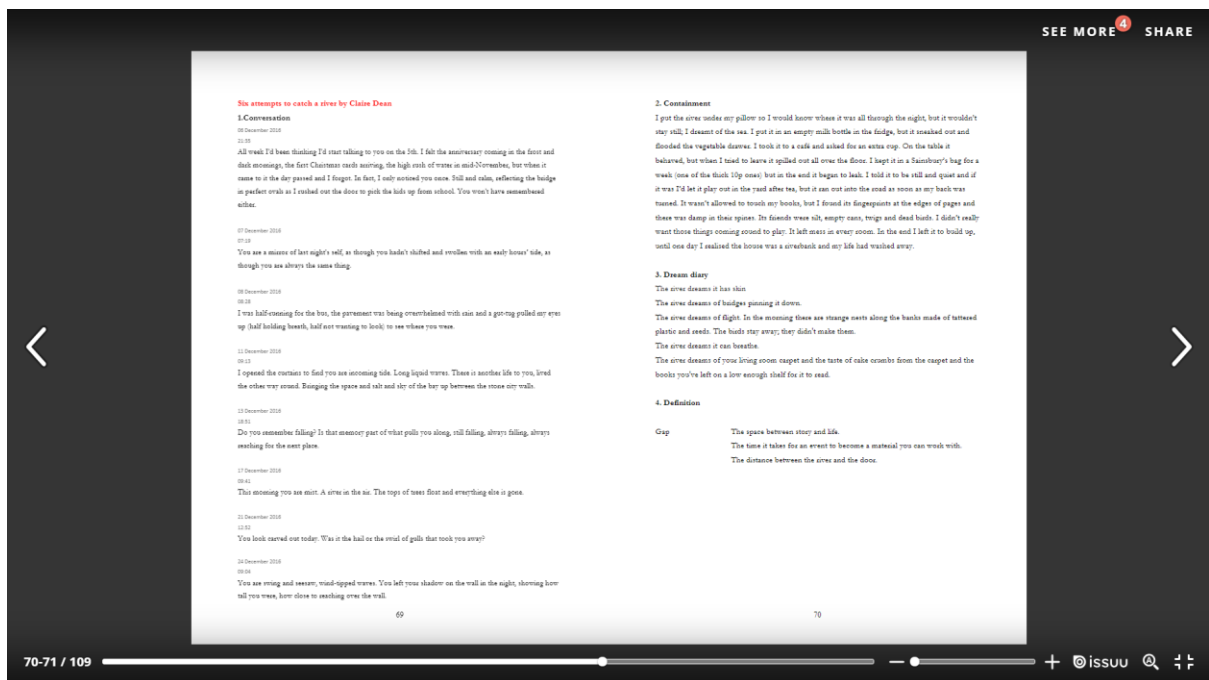 SEE MORE 4 SHARE
Six attempts to catch a river by Claire Dean
1.Conversation
06 December 2016
21:35
All week I'd been thinking I'd start talking to you on the 5th. I felt the anniversary coming in the frost and
dark mornings, the first Christmas cards arriving, the high rush of water in mid-November, but when it
came to it the day passed and I forgot. In fact, I only noticed you once. Still and calm, reflecting the bridge
in perfect ovals as I rushed out the door to pick the kids up from school. You won't have remembered
either.
07 December 2016
07:19
You are a mirror of last night's self, as though you hadn't shifted and swollen with an early hours' tide, as
though you are always the same thing.
08 December 2016
08:28
I was half-running for the bus, the pavement was being overwhelmed with rain and a gut-tug pulled my eyes
up (half holding breath, half not wanting to look) to see where you were.
11 December 2016
09:13
I opened the curtains to find you are incoming tide. Long liquid waves. There is another life to you, lived
the other way round. Bringing the space and salt and sky of the bay up between the stone city walls.
13 December 2016
18:51
Do you remember falling? Is that memory part of what pulls you along, still falling, always falling, always
searching for the next place.
17 December 2016
09:41
This morning you are mist. A river in the air. The tops of trees float and everything else is gone.
21 December 2016
12:52
You look carved out today. Was it the hail or the swirl of gulls that took you away?
24 December 2016
09:04
You are swing and seesaw, wind-tipped waves. You left your shadow on the wall in the night, showing how
tall you were, how close to reaching over the wall.
69
2. Containment
I put the river under my pillow so I would know where it was all through the night, but it wouldn't
stay still; I dreamt of the sea. I put it in an empty milk bottle in the fridge, but it sneaked out and
flooded the vegetable drawer. I took it to a café and asked for an extra cup. On the table it
behaved, but when I tried to leave it spilled out all over the floor. I kept it in a Sainsbury's bag for a
week (one of the thick 10p ones) but in the end it began to leak. I told it to be still and quiet and if
it was I'd let it play out in the yard after tea, but it ran out into the road as soon as my back was
turned. It wasn't allowed to touch my books, but I found its fingerprints at the edges of pages and
there was damp in their spines. Its friends were silt, empty cans, twigs and dead birds. I didn't really
want those things coming round to play. It left mess in every room. In the end I left it to build up,
until one day I realised the house was a riverbank and my life had washed away.
3. Dream diary
The river dreams it has skin
The river dreams of bridges pinning it down.
The river dreams of flight. In the morning there are strange nests along the banks made of tattered
plastic and reeds. The birds stay away; they didn't make them.
The river dreams it can breathe.
The river dreams of your living room carpet and the taste of cake crumbs from the carpet and the
books you've left on a low enough shelf for it to read.
4. Definition
Gap The space between story and life.
The time it takes for an event to become a material you can work with.
The distance between the river and the door.
70
70-71 / 109 issuu